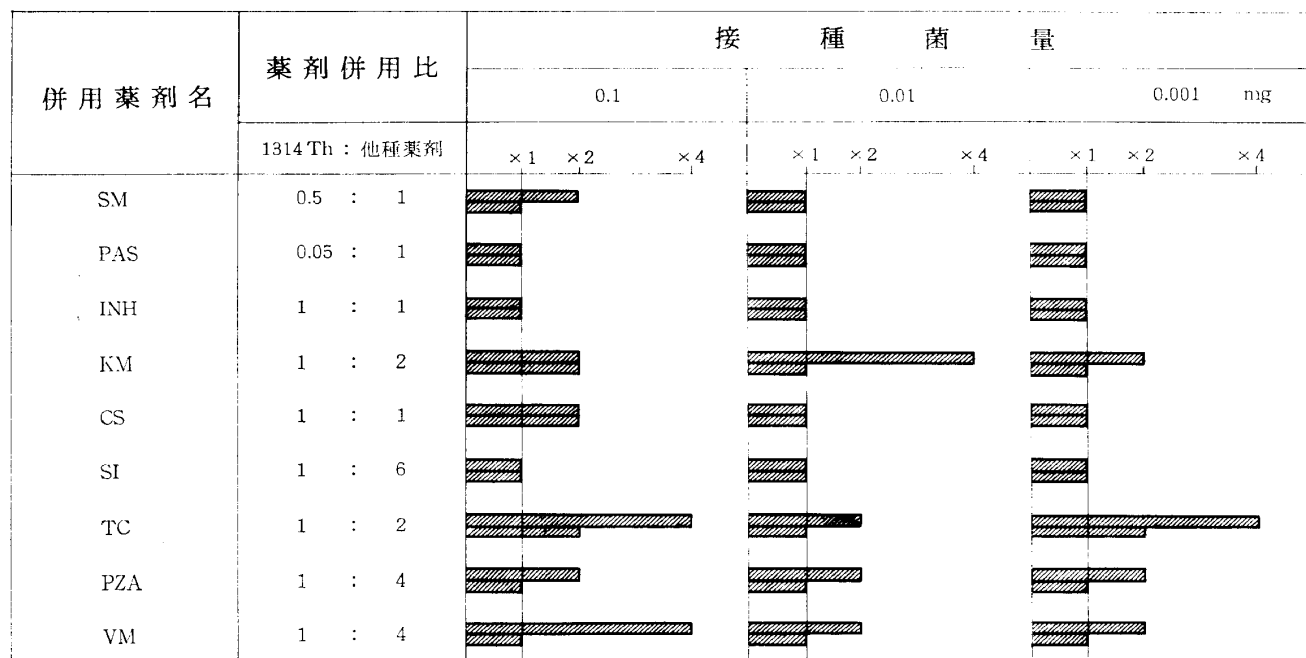 接種菌量
薬剤併用比
併用薬剤名
0.1 0.01 0.001 mg
1314 Th : 他種薬剤
×1 ×2 ×4 ×1 ×2 ×4 ×1 ×2 ×4
SM 0.5 : 1
PAS 0.05 : 1
INH 1 : 1
KM 1 : 2
CS 1 : 1
SI 1 : 6
TC 1 : 2
PZA 1 : 4
VM 1 : 4